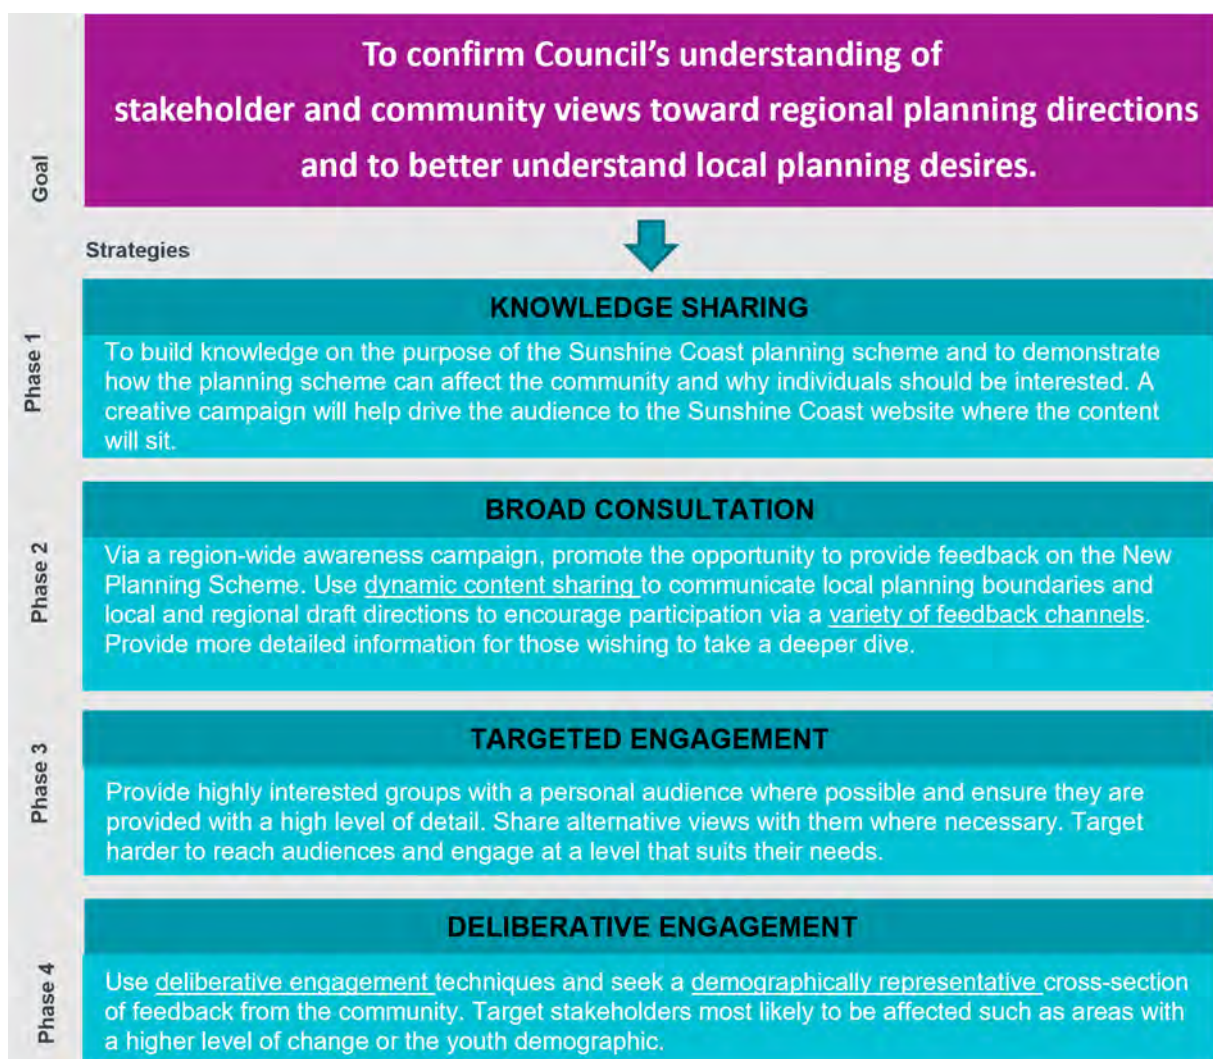 Goal
To confirm Council’s understanding of
stakeholder and community views toward regional planning directions
and to better understand local planning desires.
Strategies
Phase 1
KNOWLEDGE SHARING
To build knowledge on the purpose of the Sunshine Coast planning scheme and to demonstrate
how the planning scheme can affect the community and why individuals should be interested. A
creative campaign will help drive the audience to the Sunshine Coast website where the content
will sit.
Phase 2
BROAD CONSULTATION
Via a region-wide awareness campaign, promote the opportunity to provide feedback on the New
Planning Scheme. Use dynamic content sharing to communicate local planning boundaries and
local and regional draft directions to encourage participation via a variety of feedback channels.
Provide more detailed information for those wishing to take a deeper dive.
Phase 3
TARGETED ENGAGEMENT
Provide highly interested groups with a personal audience where possible and ensure they are
provided with a high level of detail. Share alternative views with them where necessary. Target
harder to reach audiences and engage at a level that suits their needs.
Phase 4
DELIBERATIVE ENGAGEMENT
Use deliberative engagement techniques and seek a demographically representative cross-section
of feedback from the community. Target stakeholders most likely to be affected such as areas with
a higher level of change or the youth demographic.